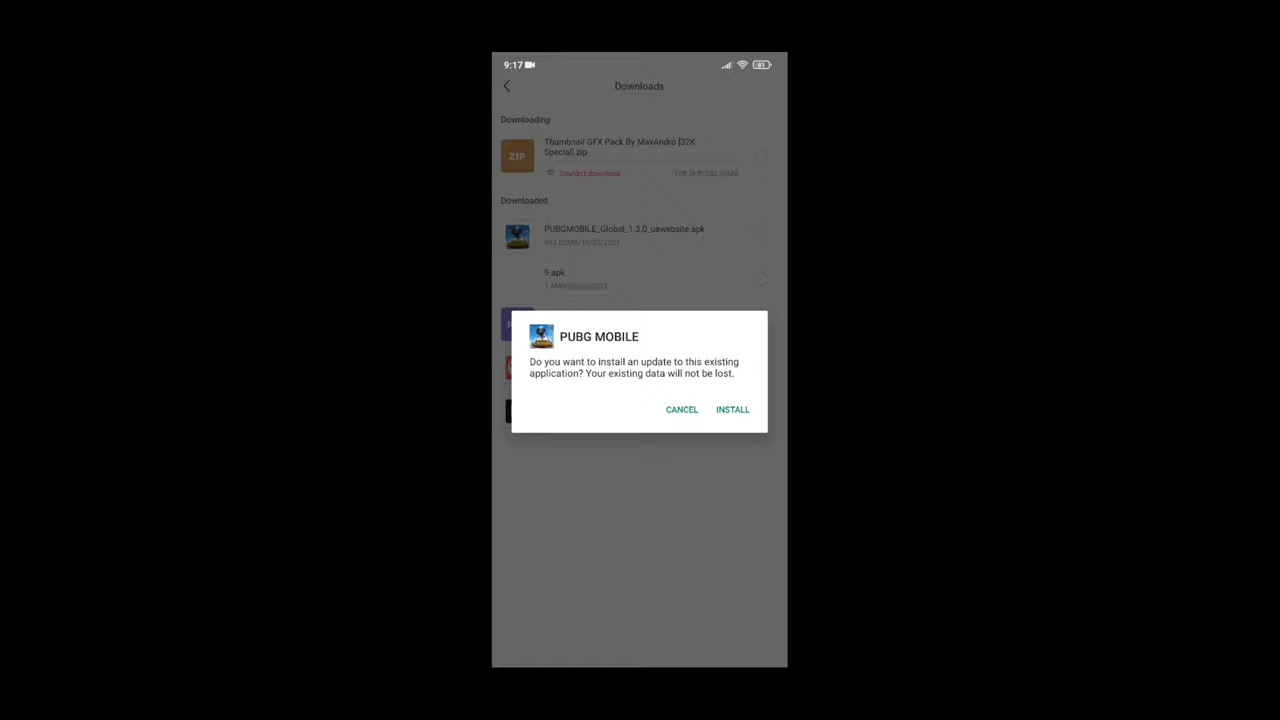 9:17
81
Downloads
Downloading
Thumbnail GFX Pack By MaxAndro [32K
Special].zip
ZIP
Couldn't download
Downloaded
PUBGMOBILE_Global_1.3.0_uawebsite.apk
9.apk
PUBG MOBILE
Do you want to install an update to this existing
application? Your existing data will not be lost.
CANCEL INSTALL